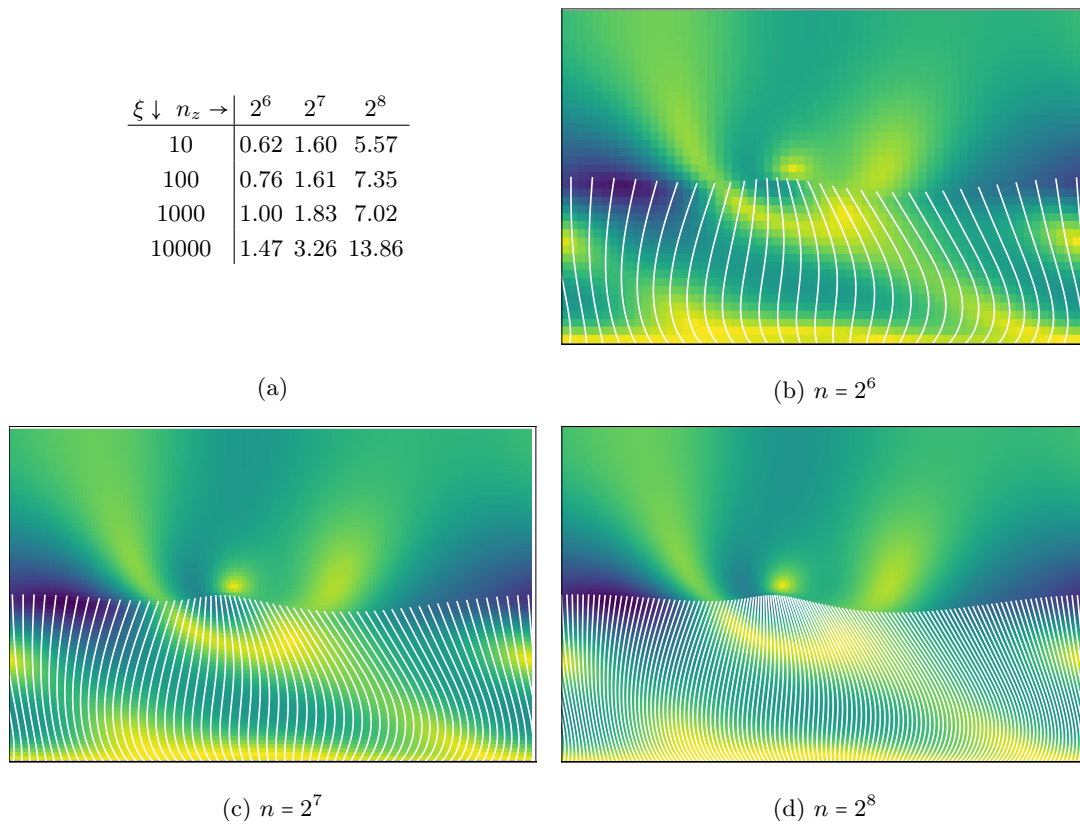 ξ ↓ n_z → 2^6 2^7 2^8
10 0.62 1.60 5.57
100 0.76 1.61 7.35
1000 1.00 1.83 7.02
10000 1.47 3.26 13.86
(a)
(b) n = 2^6
(c) n = 2^7
(d) n = 2^8